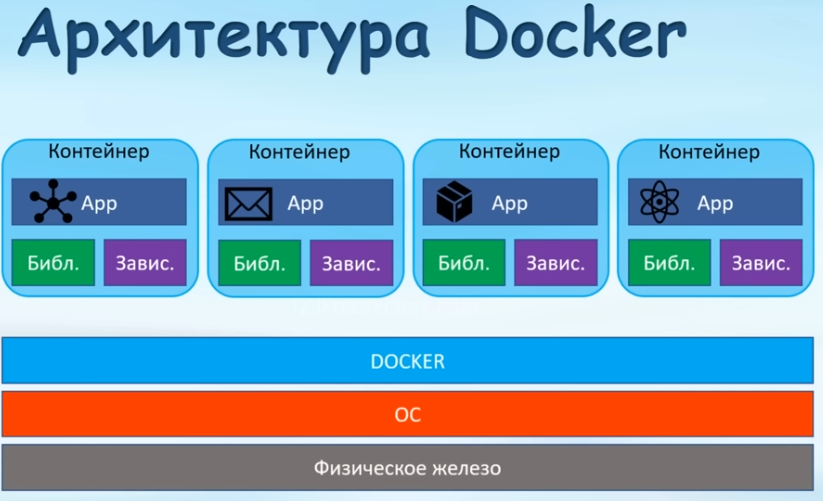 Архитектура Docker
Контейнер Контейнер Контейнер Контейнер
App App App App
Библ. Завис. Библ. Завис. Библ. Завис. Библ. Завис.
DOCKER
ОС
Физическое железо